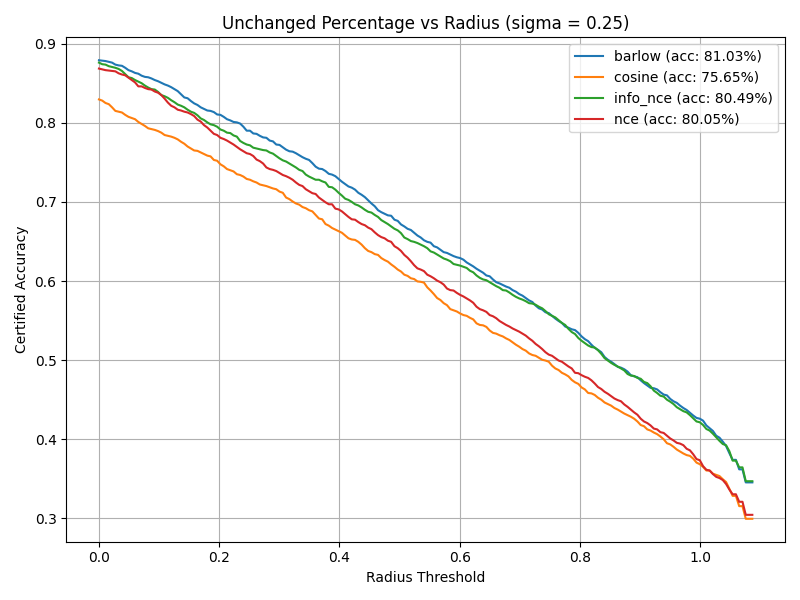 Unchanged Percentage vs Radius (sigma = 0.25)
barlow (acc: 81.03%)
cosine (acc: 75.65%)
info_nce (acc: 80.49%)
nce (acc: 80.05%)
Certified Accuracy
0.9
0.8
0.7
0.6
0.5
0.4
0.3
0.0 0.2 0.4 0.6 0.8 1.0
Radius Threshold